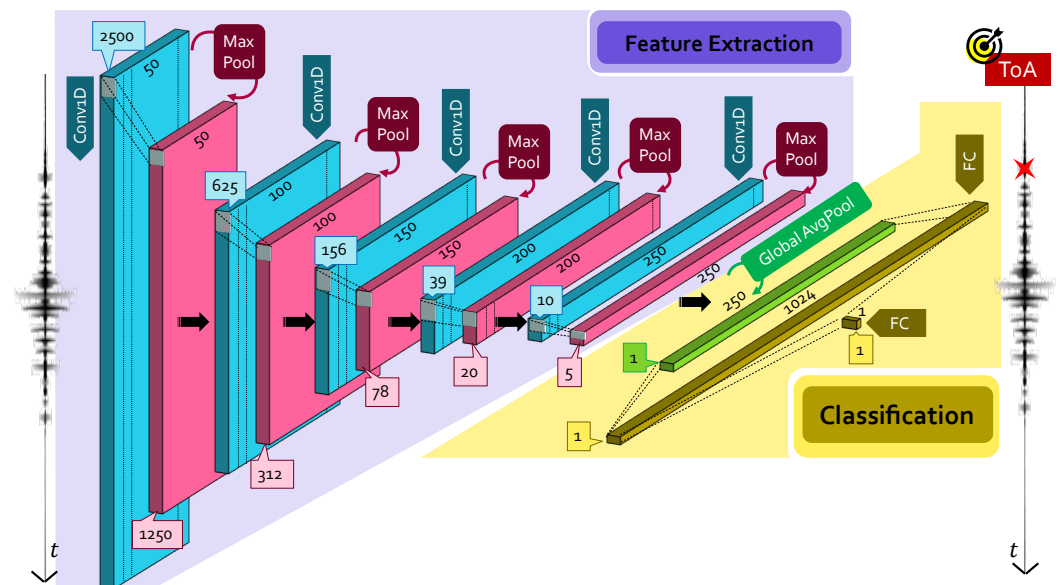 2500
50
Max
Pool
Conv1D
50
1250
t
Feature Extraction
Conv1D
625
100
Max
Pool
100
312
Conv1D
156
150
Max
Pool
150
78
Conv1D
39
200
Max
Pool
200
20
Conv1D
10
250
Max
Pool
250
5
Global AvgPool
250
1
FC
1024
1
1
FC
1
Classification
ToA
t